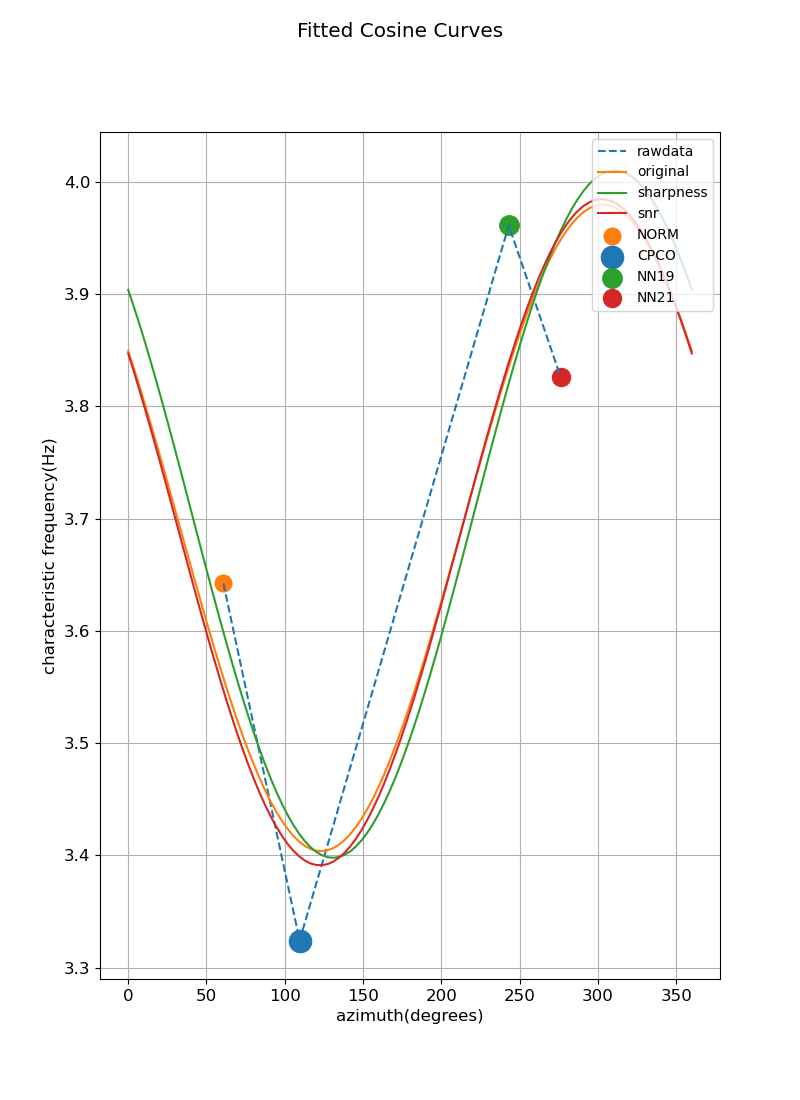 Fitted Cosine Curves
rawdata
original
sharpness
snr
NORM
CPCO
NN19
NN21
4.0
3.9
3.8
3.7
3.6
3.5
3.4
3.3
characteristic frequency(Hz)
0 50 100 150 200 250 300 350
azimuth(degrees)